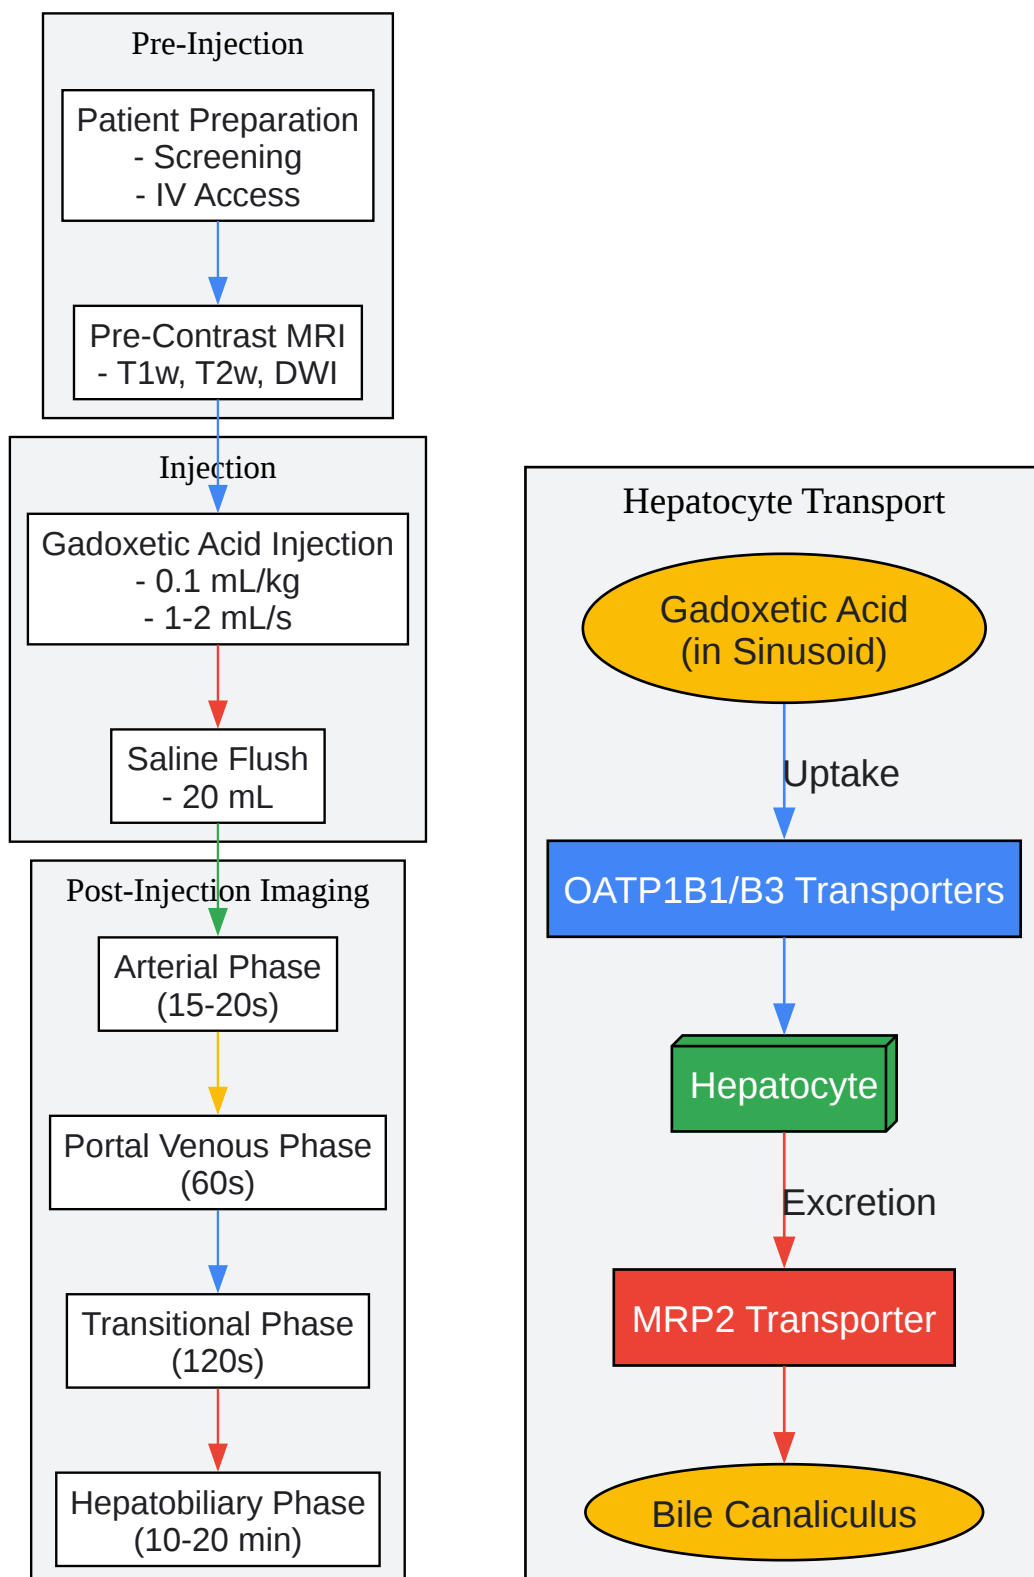 Pre-Injection
Patient Preparation
- Screening
- IV Access
Pre-Contrast MRI
- T1w, T2w, DWI
Injection
Gadoxetic Acid Injection
- 0.1 mL/kg
- 1-2 mL/s
Saline Flush
- 20 mL
Post-Injection Imaging
Arterial Phase
(15-20s)
Portal Venous Phase
(60s)
Transitional Phase
(120s)
Hepatobiliary Phase
(10-20 min)
Hepatocyte Transport
Gadoxetic Acid
(in Sinusoid)
Uptake
OATP1B1/B3 Transporters
Hepatocyte
Excretion
MRP2 Transporter
Bile Canaliculus